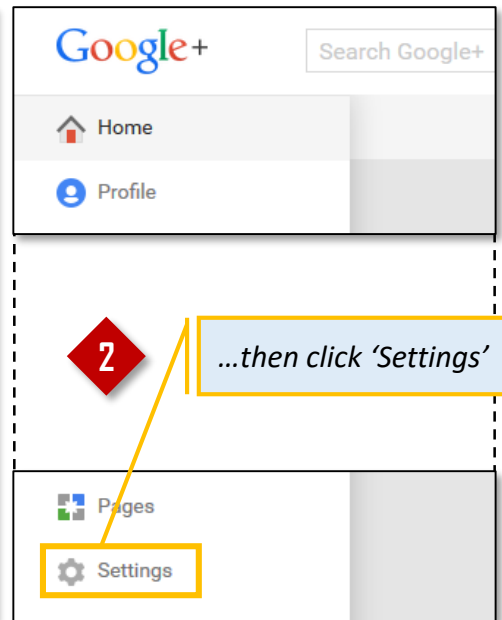 Google+
Search Google+
Home
Profile
2
...then click ‘Settings’
Pages
Settings